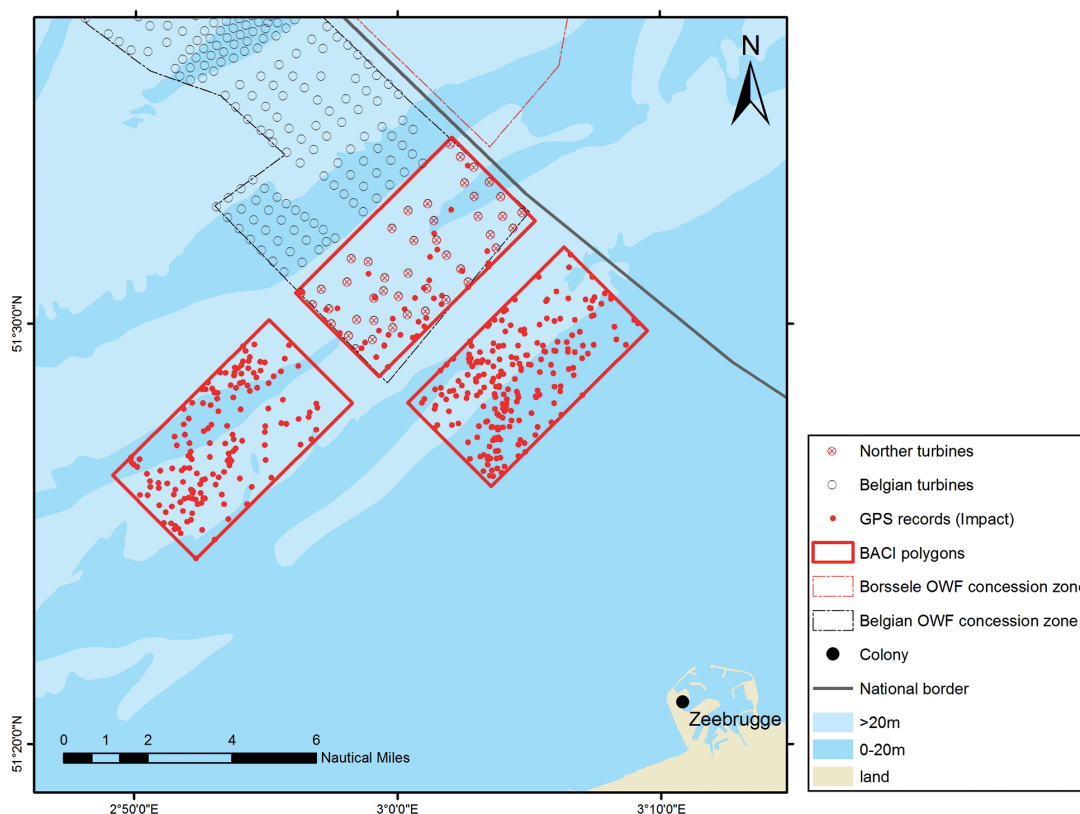 N
51°30'0"N
51°20'0"N
Zeebrugge
0 1 2 4 6
Nautical Miles
2°50'0"E 3°0'0"E 3°10'0"E
Norther turbines
Belgian turbines
GPS records (Impact)
BACI polygons
Borssele OWF concession zone
Belgian OWF concession zone
Colony
National border
>20m
0-20m
land